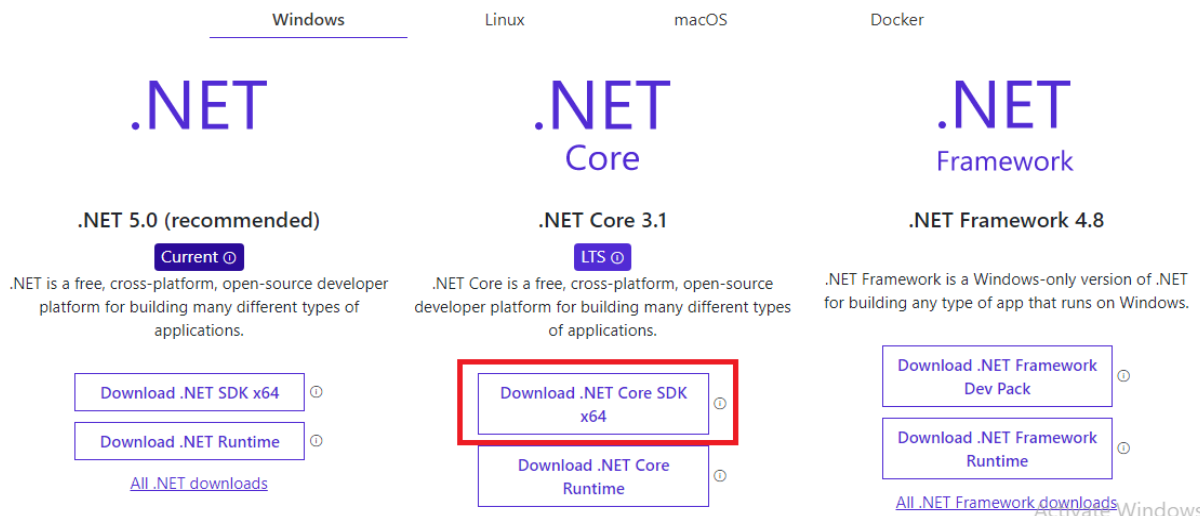 Windows
Linux
macOS
Docker
.NET
.NET 5.0 (recommended)
Current
.NET is a free, cross-platform, open-source developer
platform for building many different types of
applications.
Download .NET SDK x64
Download .NET Runtime
All .NET downloads
.NET
Core
.NET Core 3.1
LTS
.NET Core is a free, cross-platform, open-source
developer platform for building many different types
of applications.
Download .NET Core SDK
x64
Download .NET Core
Runtime
.NET
Framework
.NET Framework 4.8
.NET Framework is a Windows-only version of .NET
for building any type of app that runs on Windows.
Download .NET Framework
Dev Pack
Download .NET Framework
Runtime
All .NET Framework downloads
Activate Windows